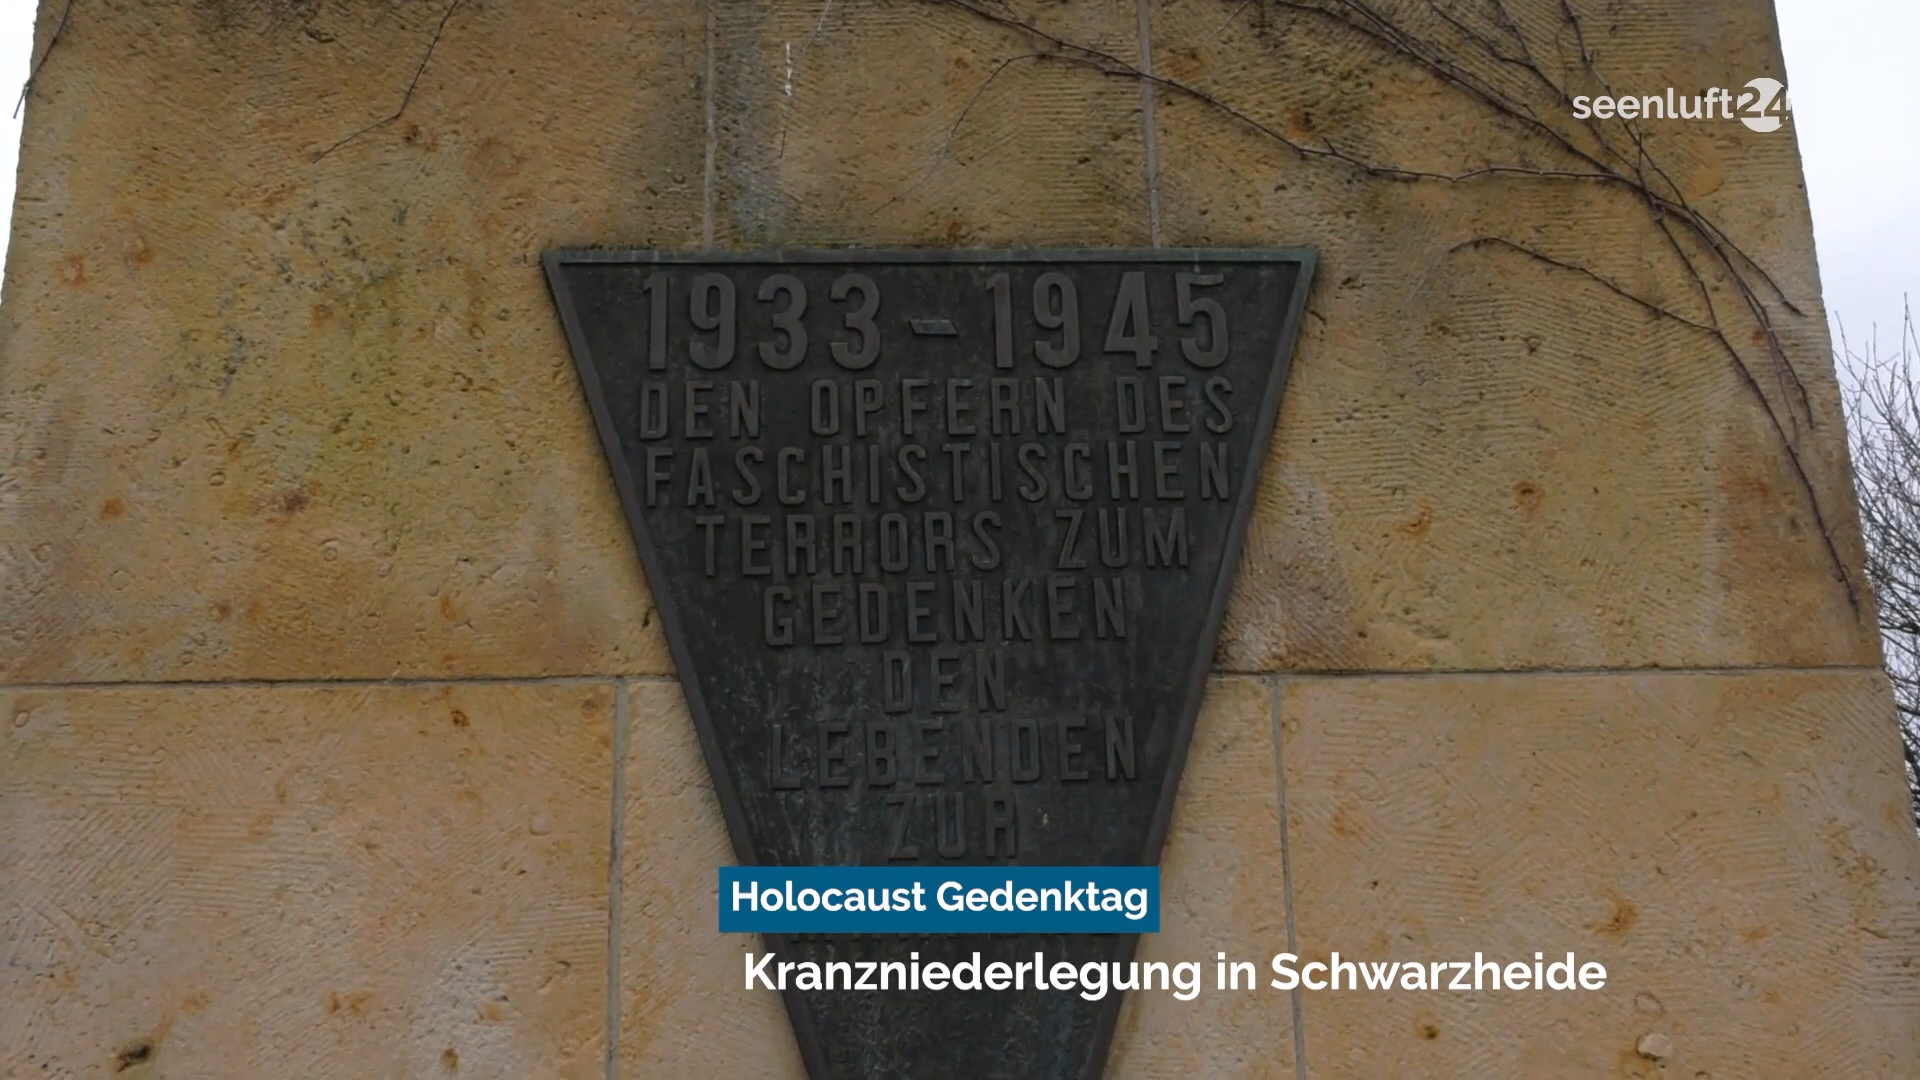 seenluft24
1933 - 1945
DEN OPFERN DES
FASCHISTISCHEN
TERRORS ZUM
GEDENKEN
DEN
LEBENDEN
ZUR
Holocaust Gedenktag
Kranzniederlegung in Schwarzheide